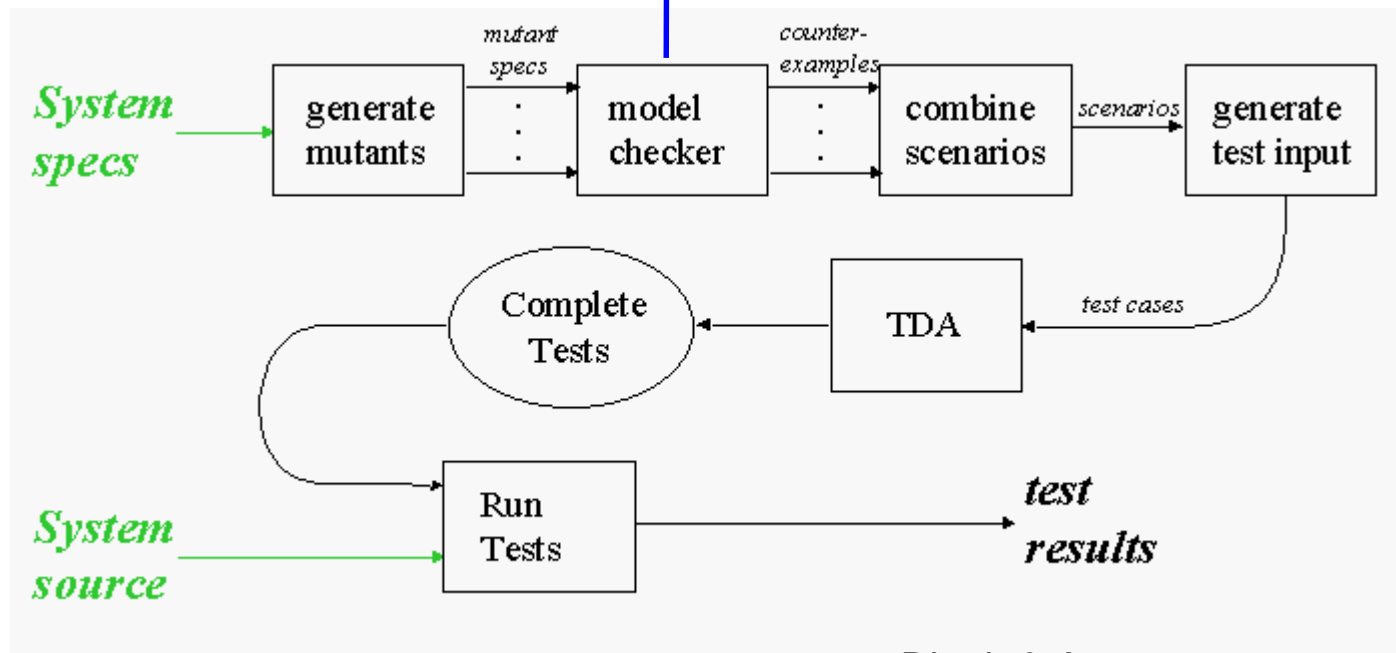 mutant
specs
counter-
examples
System
specs
generate
mutants
model
checker
combine
scenarios
scenarios
generate
test input
Complete
Tests
TDA
test cases
Run
Tests
test
results
System
source